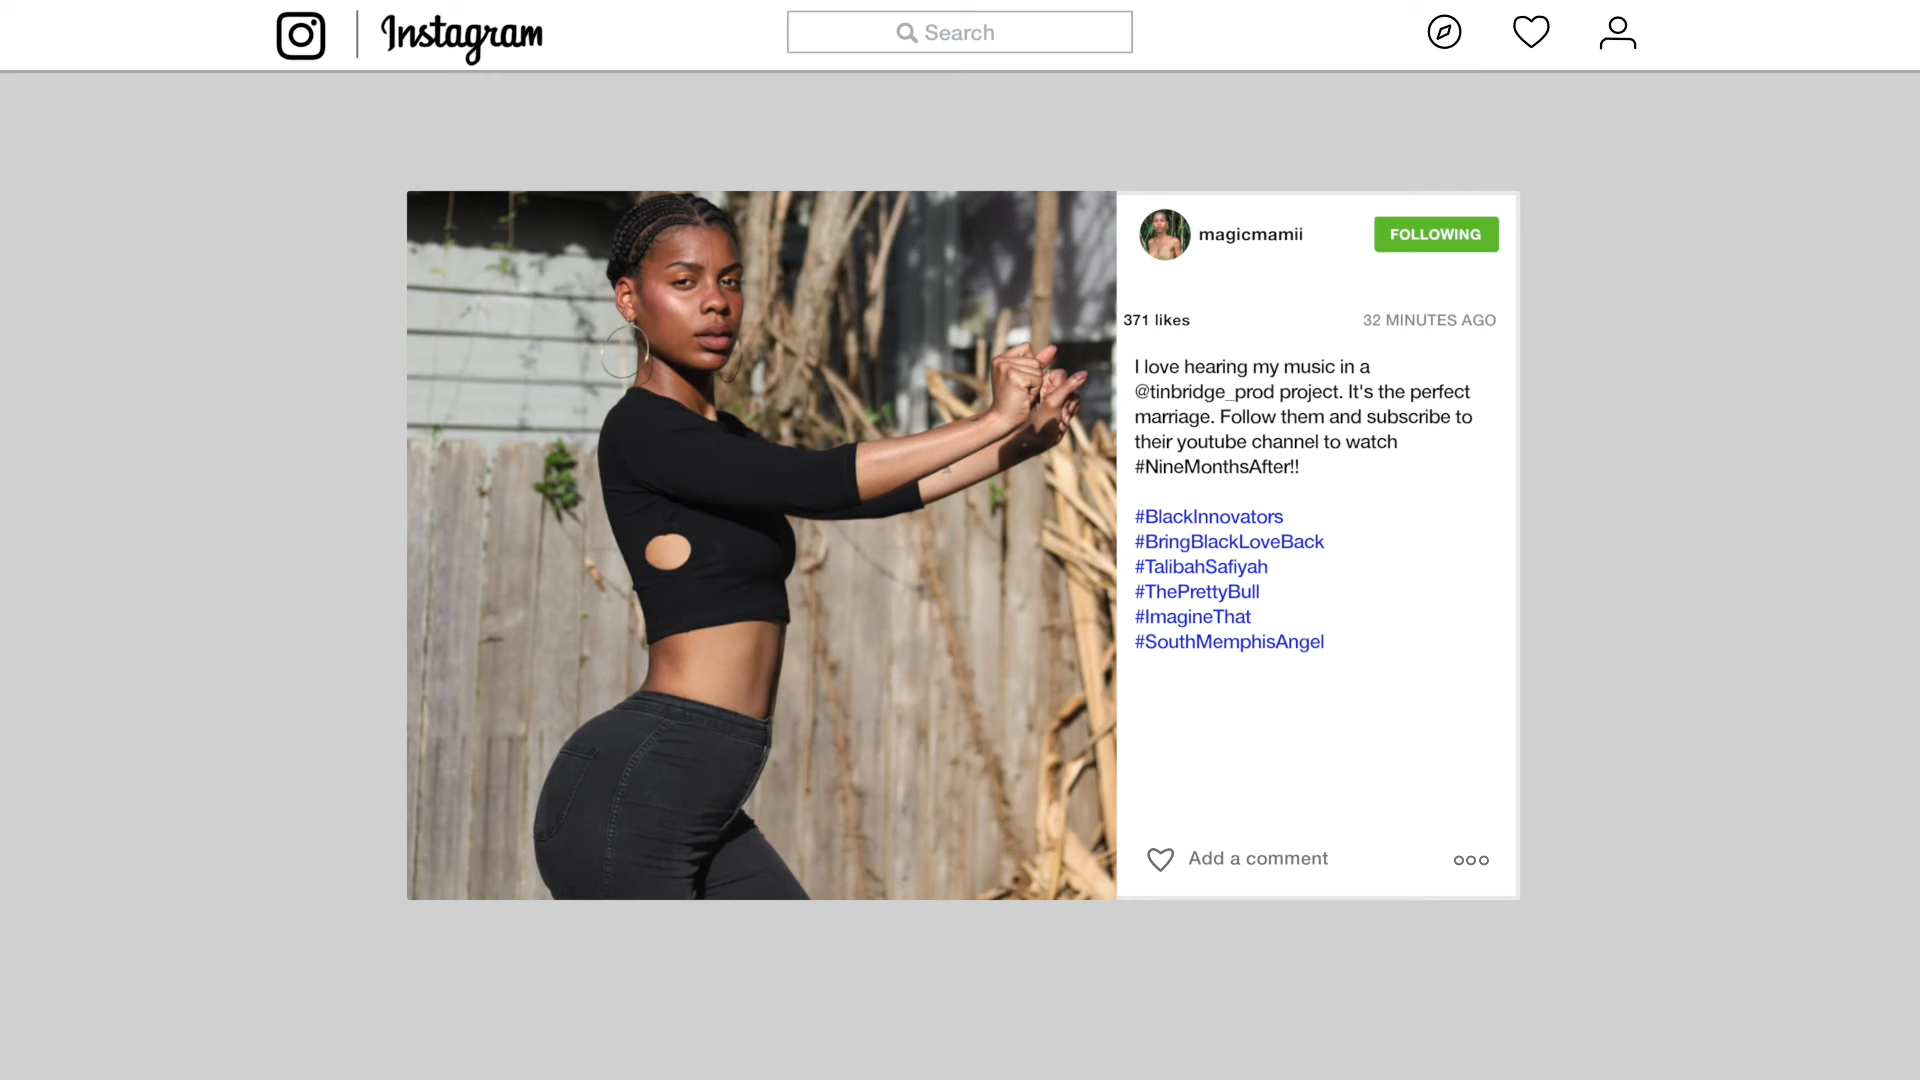 Instagram
Search
magicmamii
FOLLOWING
371 likes
32 MINUTES AGO
I love hearing my music in a
@tinbridge_prod project. It's the perfect
marriage. Follow them and subscribe to
their youtube channel to watch
#NineMonthsAfter!!
#BlackInnovators
#BringBlackLoveBack
#TalibahSafiyah
#ThePrettyBull
#ImagineThat
#SouthMemphisAngel
Add a comment